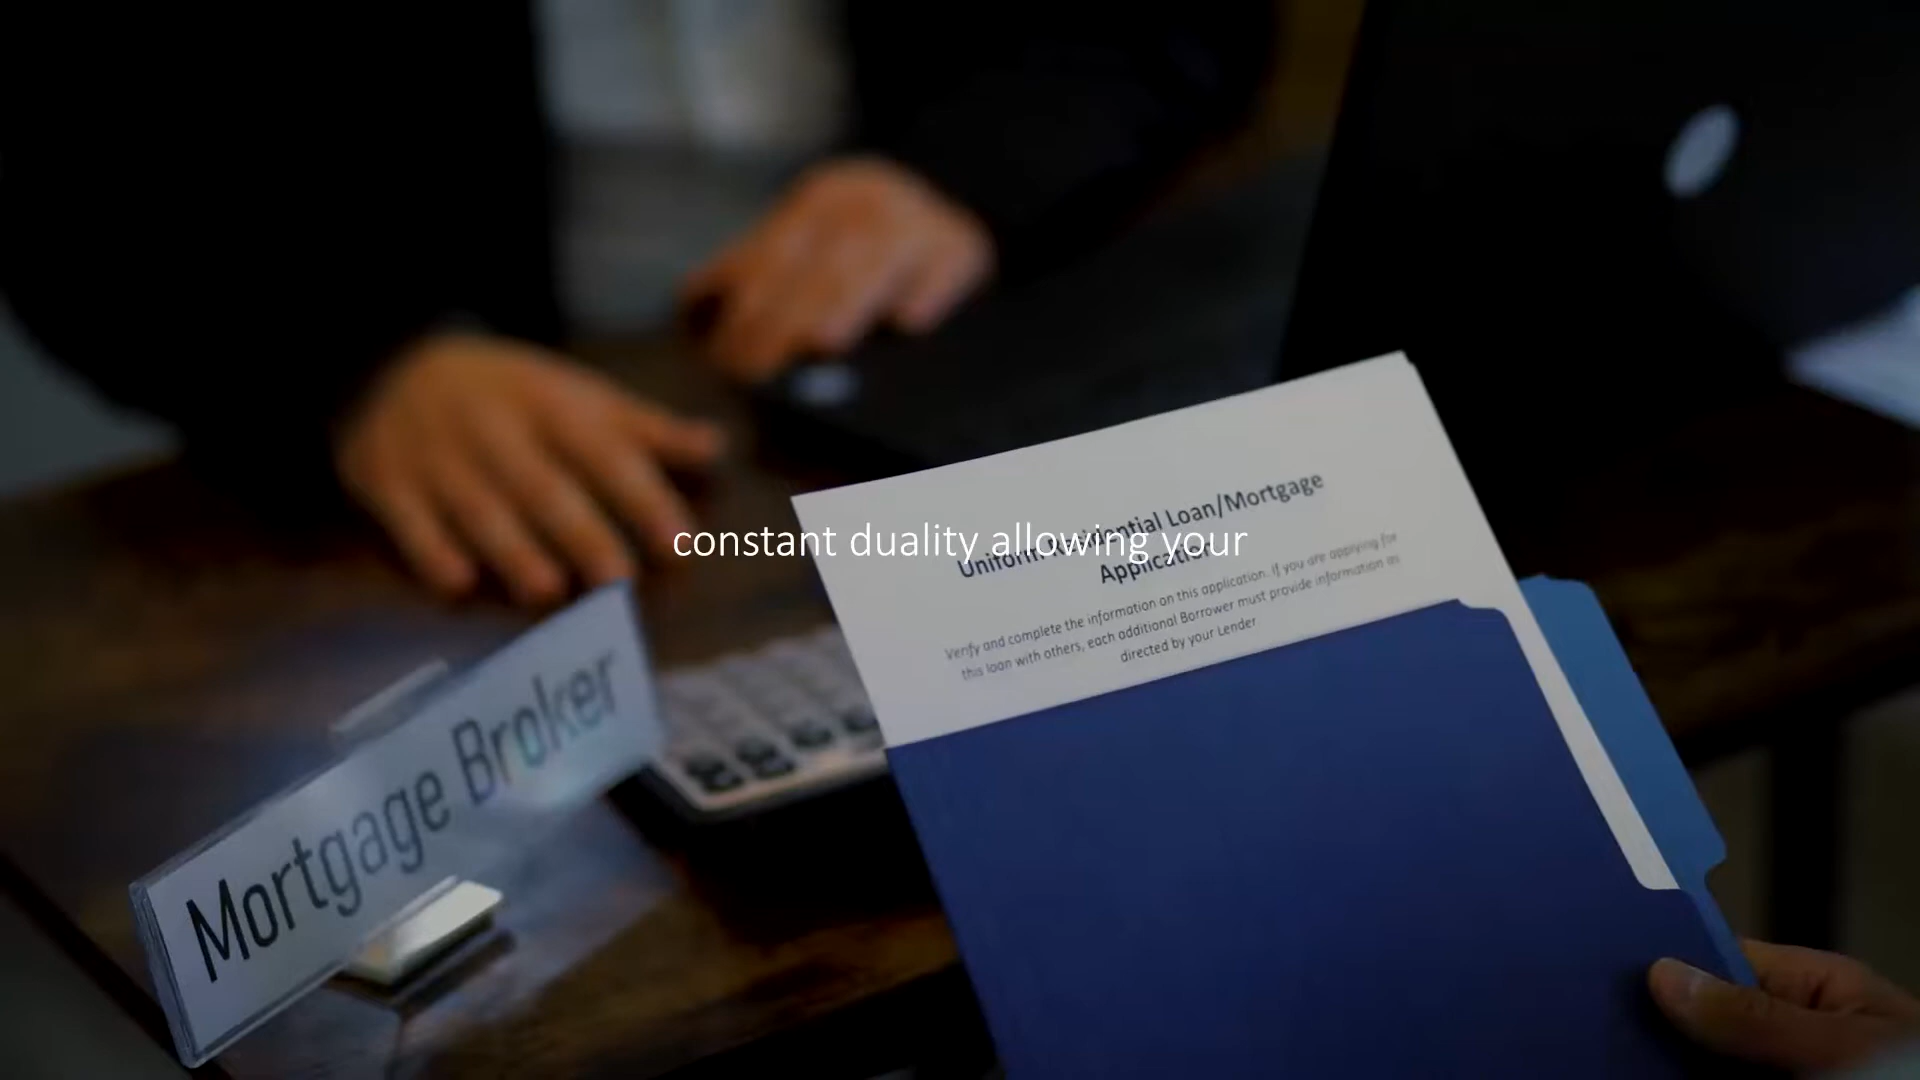 constant duality allowing your
Uniform Residential Loan/Mortgage
Application
Verify and complete the information on this application. If you are applying for
this loan with others, each additional Borrower must provide information as
directed by your Lender
Mortgage Broker